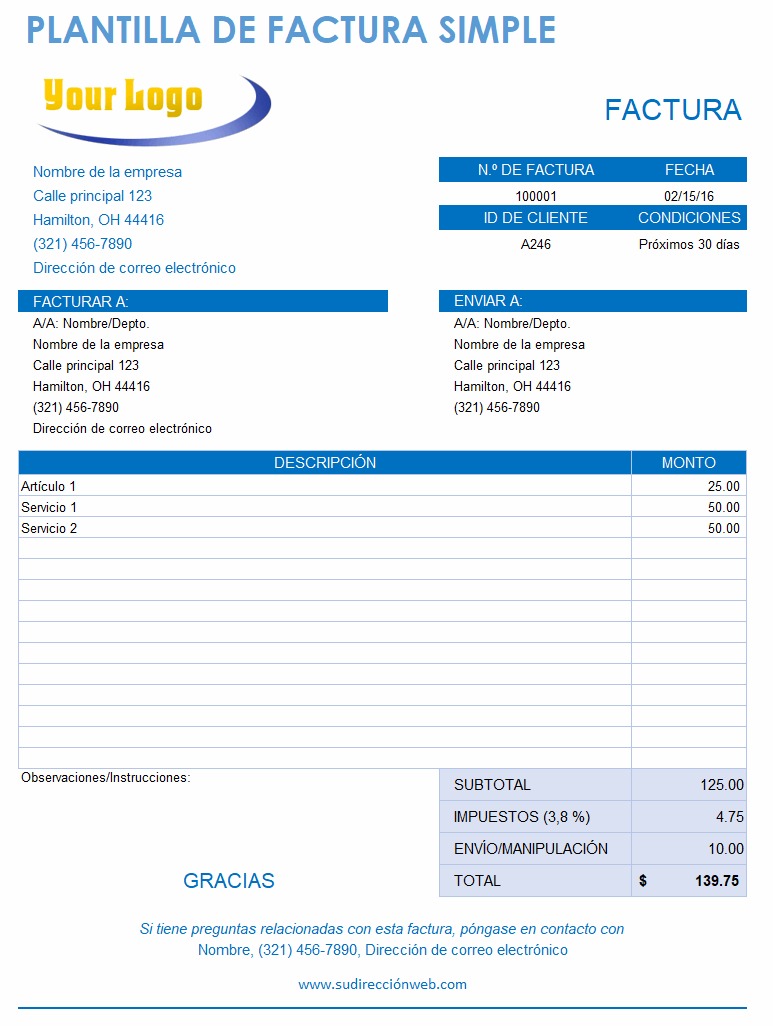 PLANTILLA DE FACTURA SIMPLE
Your Logo
FACTURA
Nombre de la empresa
Calle principal 123
Hamilton, OH 44416
(321) 456-7890
Dirección de correo electrónico
N.º DE FACTURA FECHA
100001 02/15/16
ID DE CLIENTE CONDICIONES
A246 Próximos 30 días
FACTURAR A:
A/A: Nombre/Depto.
Nombre de la empresa
Calle principal 123
Hamilton, OH 44416
(321) 456-7890
Dirección de correo electrónico
ENVIAR A:
A/A: Nombre/Depto.
Nombre de la empresa
Calle principal 123
Hamilton, OH 44416
(321) 456-7890
DESCRIPCIÓN MONTO
Artículo 1 25.00
Servicio 1 50.00
Servicio 2 50.00
Observaciones/Instrucciones:
SUBTOTAL 125.00
IMPUESTOS (3,8 %) 4.75
ENVÍO/MANIPULACIÓN 10.00
TOTAL $ 139.75
GRACIAS
Si tiene preguntas relacionadas con esta factura, póngase en contacto con
Nombre, (321) 456-7890, Dirección de correo electrónico
www.sudirecciónweb.com